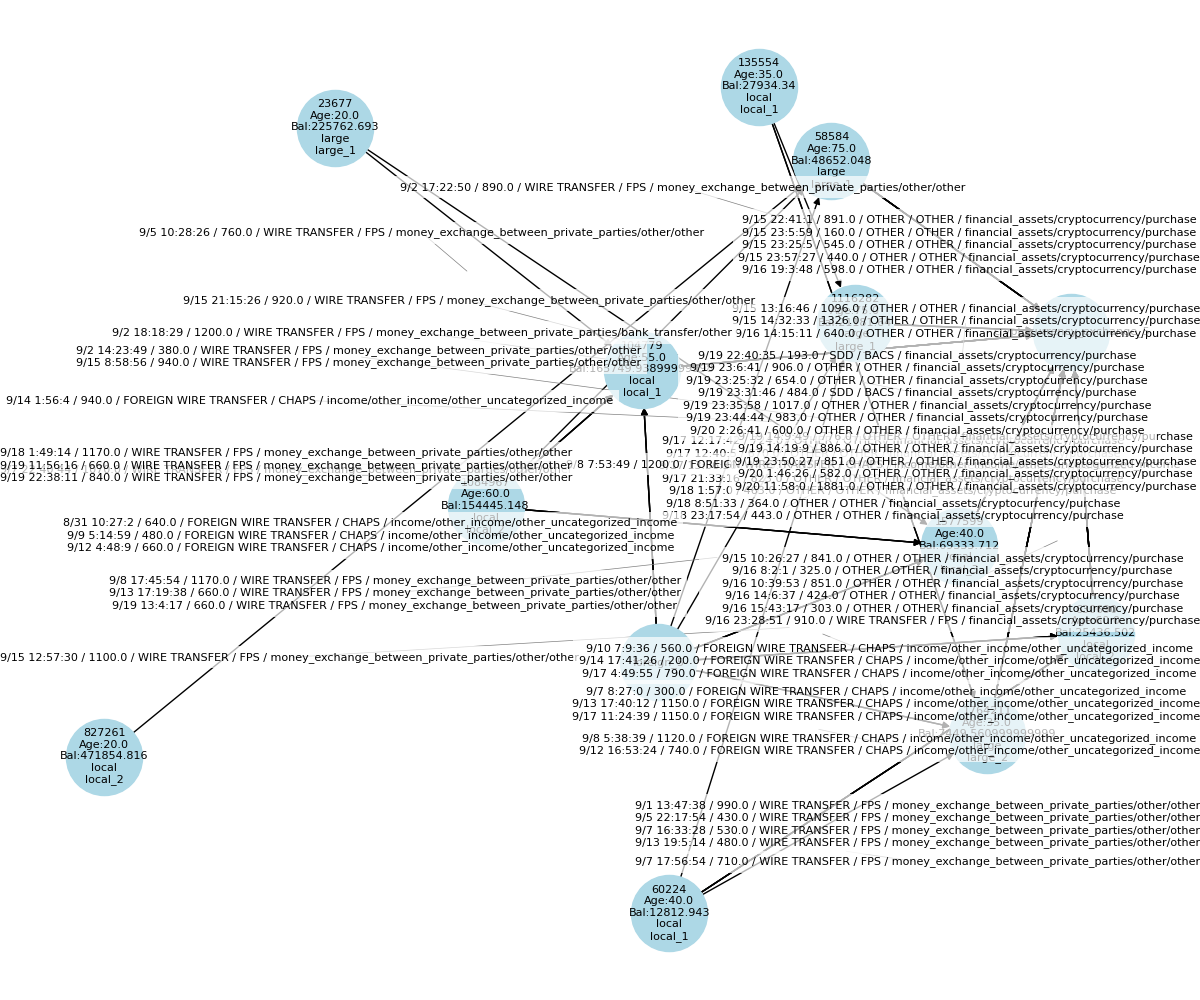 135554
Age:35.0
Bal:27934.34
local
local_1
23677
Age:20.0
Bal:225762.693
large
large_1
58584
Age:75.0
Bal:48652.048
large
large_1
9/2 17:22:50 / 890.0 / WIRE TRANSFER / FPS / money_exchange_between_private_parties/other/other
9/15 22:41:1 / 891.0 / OTHER / OTHER / financial_assets/cryptocurrency/purchase
9/5 10:28:26 / 760.0 / WIRE TRANSFER / FPS / money_exchange_between_private_parties/other/other
9/15 23:5:59 / 160.0 / OTHER / OTHER / financial_assets/cryptocurrency/purchase
9/15 23:25:5 / 545.0 / OTHER / OTHER / financial_assets/cryptocurrency/purchase
9/15 23:57:27 / 440.0 / OTHER / OTHER / financial_assets/cryptocurrency/purchase
9/16 19:3:48 / 598.0 / OTHER / OTHER / financial_assets/cryptocurrency/purchase
1116282
large_1
9/15 21:15:26 / 920.0 / WIRE TRANSFER / FPS / money_exchange_between_private_parties/other/other
9/15 13:16:46 / 1096.0 / OTHER / OTHER / financial_assets/cryptocurrency/purchase
9/15 14:32:33 / 1326.0 / OTHER / OTHER / financial_assets/cryptocurrency/purchase
9/16 14:15:11 / 640.0 / OTHER / OTHER / financial_assets/cryptocurrency/purchase
9/2 18:18:29 / 1200.0 / WIRE TRANSFER / FPS / money_exchange_between_private_parties/bank_transfer/other
9/2 14:23:49 / 380.0 / WIRE TRANSFER / FPS / money_exchange_between_private_parties/other/other
9/15 8:58:56 / 940.0 / WIRE TRANSFER / FPS / money_exchange_between_private_parties/other/other
local
local_1
9/19 22:40:35 / 193.0 / SDD / BACS / financial_assets/cryptocurrency/purchase
9/19 23:6:41 / 906.0 / OTHER / OTHER / financial_assets/cryptocurrency/purchase
9/19 23:25:32 / 654.0 / OTHER / OTHER / financial_assets/cryptocurrency/purchase
9/19 23:31:46 / 484.0 / SDD / BACS / financial_assets/cryptocurrency/purchase
9/19 23:35:58 / 1017.0 / OTHER / OTHER / financial_assets/cryptocurrency/purchase
9/19 23:44:44 / 983.0 / OTHER / OTHER / financial_assets/cryptocurrency/purchase
9/20 2:26:41 / 600.0 / OTHER / OTHER / financial_assets/cryptocurrency/purchase
9/14 1:56:4 / 940.0 / FOREIGN WIRE TRANSFER / CHAPS / income/other_income/other_uncategorized_income
9/19 14:9:49 / 776.0 / OTHER / OTHER / financial_assets/cryptocurrency/purchase
9/19 14:19:9 / 886.0 / OTHER / OTHER / financial_assets/cryptocurrency/purchase
9/19 23:50:27 / 851.0 / OTHER / OTHER / financial_assets/cryptocurrency/purchase
9/20 1:46:26 / 582.0 / OTHER / OTHER / financial_assets/cryptocurrency/purchase
9/20 11:58:0 / 1881.0 / OTHER / OTHER / financial_assets/cryptocurrency/purchase
9/18 1:49:14 / 1170.0 / WIRE TRANSFER / FPS / money_exchange_between_private_parties/other/other
9/19 11:56:16 / 660.0 / WIRE TRANSFER / FPS / money_exchange_between_private_parties/other/other
9/19 22:38:11 / 840.0 / WIRE TRANSFER / FPS / money_exchange_between_private_parties/other/other
9/8 7:53:49 / 1200.0 /
9/17 21:33:
9/18 1:57:0
9/18 8:51:33 / 364.0 / OTHER / OTHER / financial_assets/cryptocurrency/purchase
9/18 23:17:54 / 443.0 / OTHER / OTHER / financial_assets/cryptocurrency/purchase
Age:60.0
Bal:154445.148
Age:40.0
Bal:69333.712
8/31 10:27:2 / 640.0 / FOREIGN WIRE TRANSFER / CHAPS / income/other_income/other_uncategorized_income
9/9 5:14:59 / 480.0 / FOREIGN WIRE TRANSFER / CHAPS / income/other_income/other_uncategorized_income
9/12 4:48:9 / 660.0 / FOREIGN WIRE TRANSFER / CHAPS / income/other_income/other_uncategorized_income
9/8 17:45:54 / 1170.0 / WIRE TRANSFER / FPS / money_exchange_between_private_parties/other/other
9/13 17:19:38 / 660.0 / WIRE TRANSFER / FPS / money_exchange_between_private_parties/other/other
9/19 13:4:17 / 660.0 / WIRE TRANSFER / FPS / money_exchange_between_private_parties/other/other
9/15 10:26:27 / 841.0 / OTHER / OTHER / financial_assets/cryptocurrency/purchase
9/16 8:2:1 / 325.0 / OTHER / OTHER / financial_assets/cryptocurrency/purchase
9/16 10:39:53 / 851.0 / OTHER / OTHER / financial_assets/cryptocurrency/purchase
9/16 14:6:37 / 424.0 / OTHER / OTHER / financial_assets/cryptocurrency/purchase
9/16 15:43:17 / 303.0 / OTHER / OTHER / financial_assets/cryptocurrency/purchase
9/16 23:28:51 / 910.0 / WIRE TRANSFER / FPS / financial_assets/cryptocurrency/purchase
Bal:25436.502
9/15 12:57:30 / 1100.0 / WIRE TRANSFER / FPS / money_exchange_between_private_parties/other/other
9/10 7:9:36 / 560.0 / FOREIGN WIRE TRANSFER / CHAPS / income/other_income/other_uncategorized_income
9/14 17:41:26 / 200.0 / FOREIGN WIRE TRANSFER / CHAPS / income/other_income/other_uncategorized_income
9/17 4:49:55 / 790.0 / FOREIGN WIRE TRANSFER / CHAPS / income/other_income/other_uncategorized_income
9/7 8:27:0 / 300.0 / FOREIGN WIRE TRANSFER / CHAPS / income/other_income/other_uncategorized_income
9/13 17:40:12 / 1150.0 / FOREIGN WIRE TRANSFER / CHAPS / income/other_income/other_uncategorized_income
9/17 11:24:39 / 1150.0 / FOREIGN WIRE TRANSFER / CHAPS / income/other_income/other_uncategorized_income
9/8 5:38:39 / 1120.0 / FOREIGN WIRE TRANSFER / CHAPS / income/other_income/other_uncategorized_income
9/12 16:53:24 / 740.0 / FOREIGN WIRE TRANSFER / CHAPS / income/other_income/other_uncategorized_income
large_2
827261
Age:20.0
Bal:471854.816
local
local_2
9/1 13:47:38 / 990.0 / WIRE TRANSFER / FPS / money_exchange_between_private_parties/other/other
9/5 22:17:54 / 430.0 / WIRE TRANSFER / FPS / money_exchange_between_private_parties/other/other
9/7 16:33:28 / 530.0 / WIRE TRANSFER / FPS / money_exchange_between_private_parties/other/other
9/13 19:5:14 / 480.0 / WIRE TRANSFER / FPS / money_exchange_between_private_parties/other/other
9/7 17:56:54 / 710.0 / WIRE TRANSFER / FPS / money_exchange_between_private_parties/other/other
60224
Age:40.0
Bal:12812.943
local
local_1